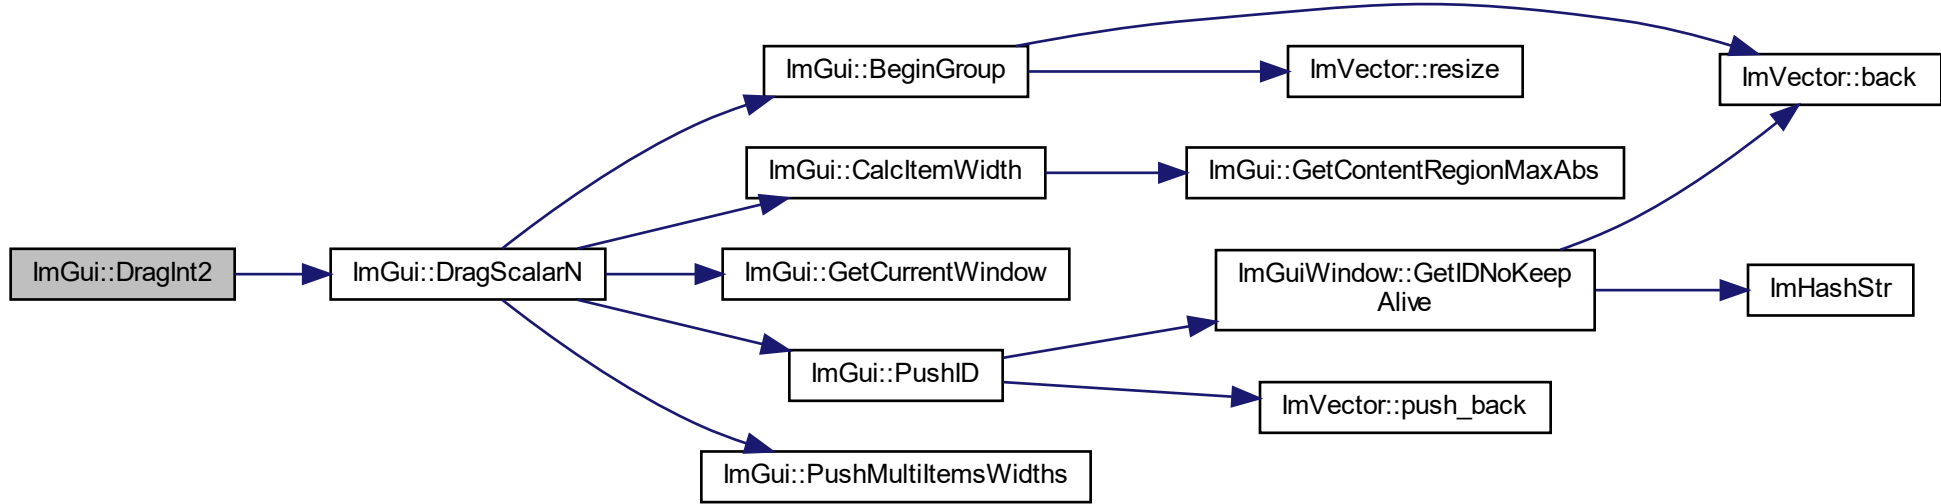 ImGui::DragInt2
ImGui::DragScalarN
ImGui::BeginGroup
ImGui::CalcItemWidth
ImGui::GetCurrentWindow
ImGui::PushID
ImGui::PushMultiItemsWidths
ImVector::resize
ImGui::GetContentRegionMaxAbs
ImGuiWindow::GetIDNoKeep
Alive
ImVector::push_back
ImVector::back
ImHashStr